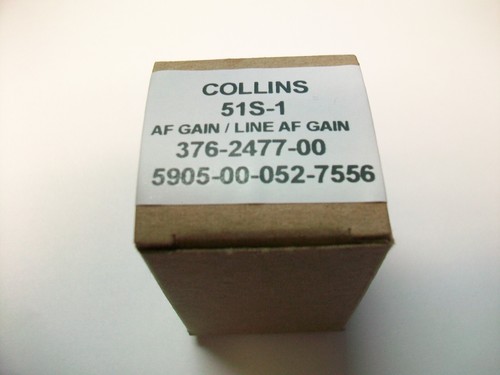 COLLINS
51S-1
AF GAIN / LINE AF GAIN
376-2477-00
5905-00-052-7556